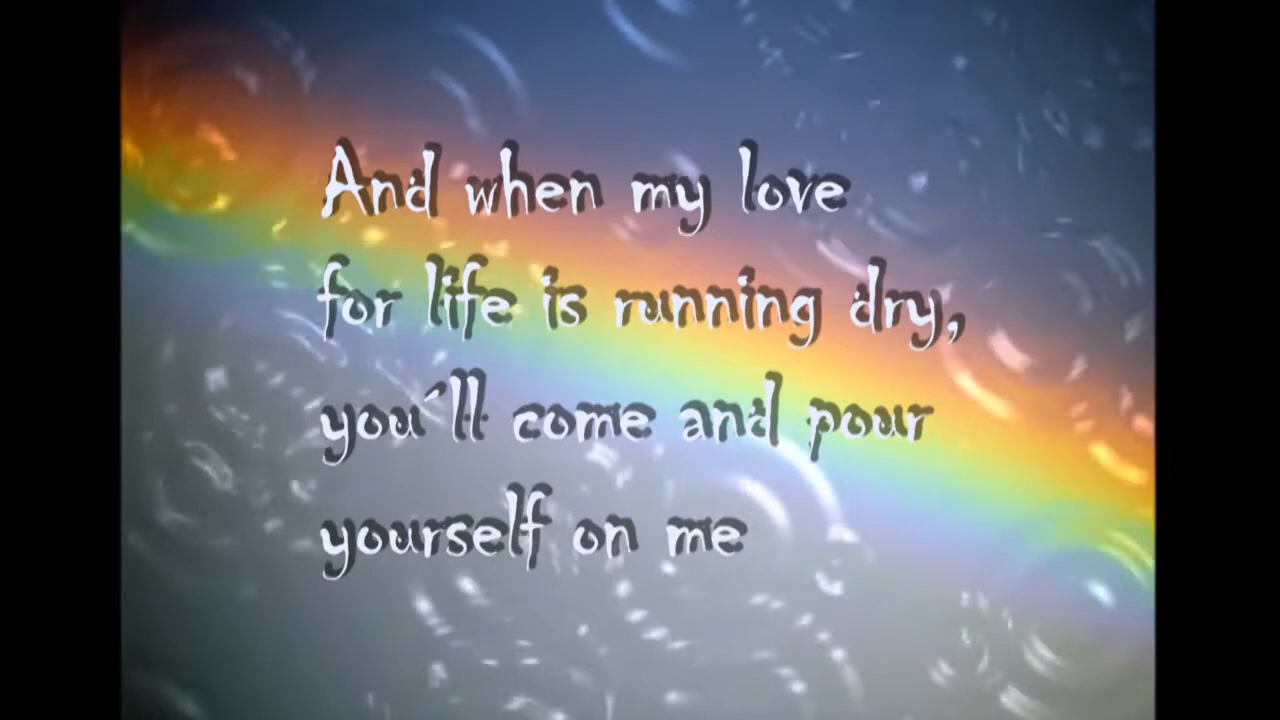 And when my love
for life is running dry,
you´ll come and pour
yourself on me